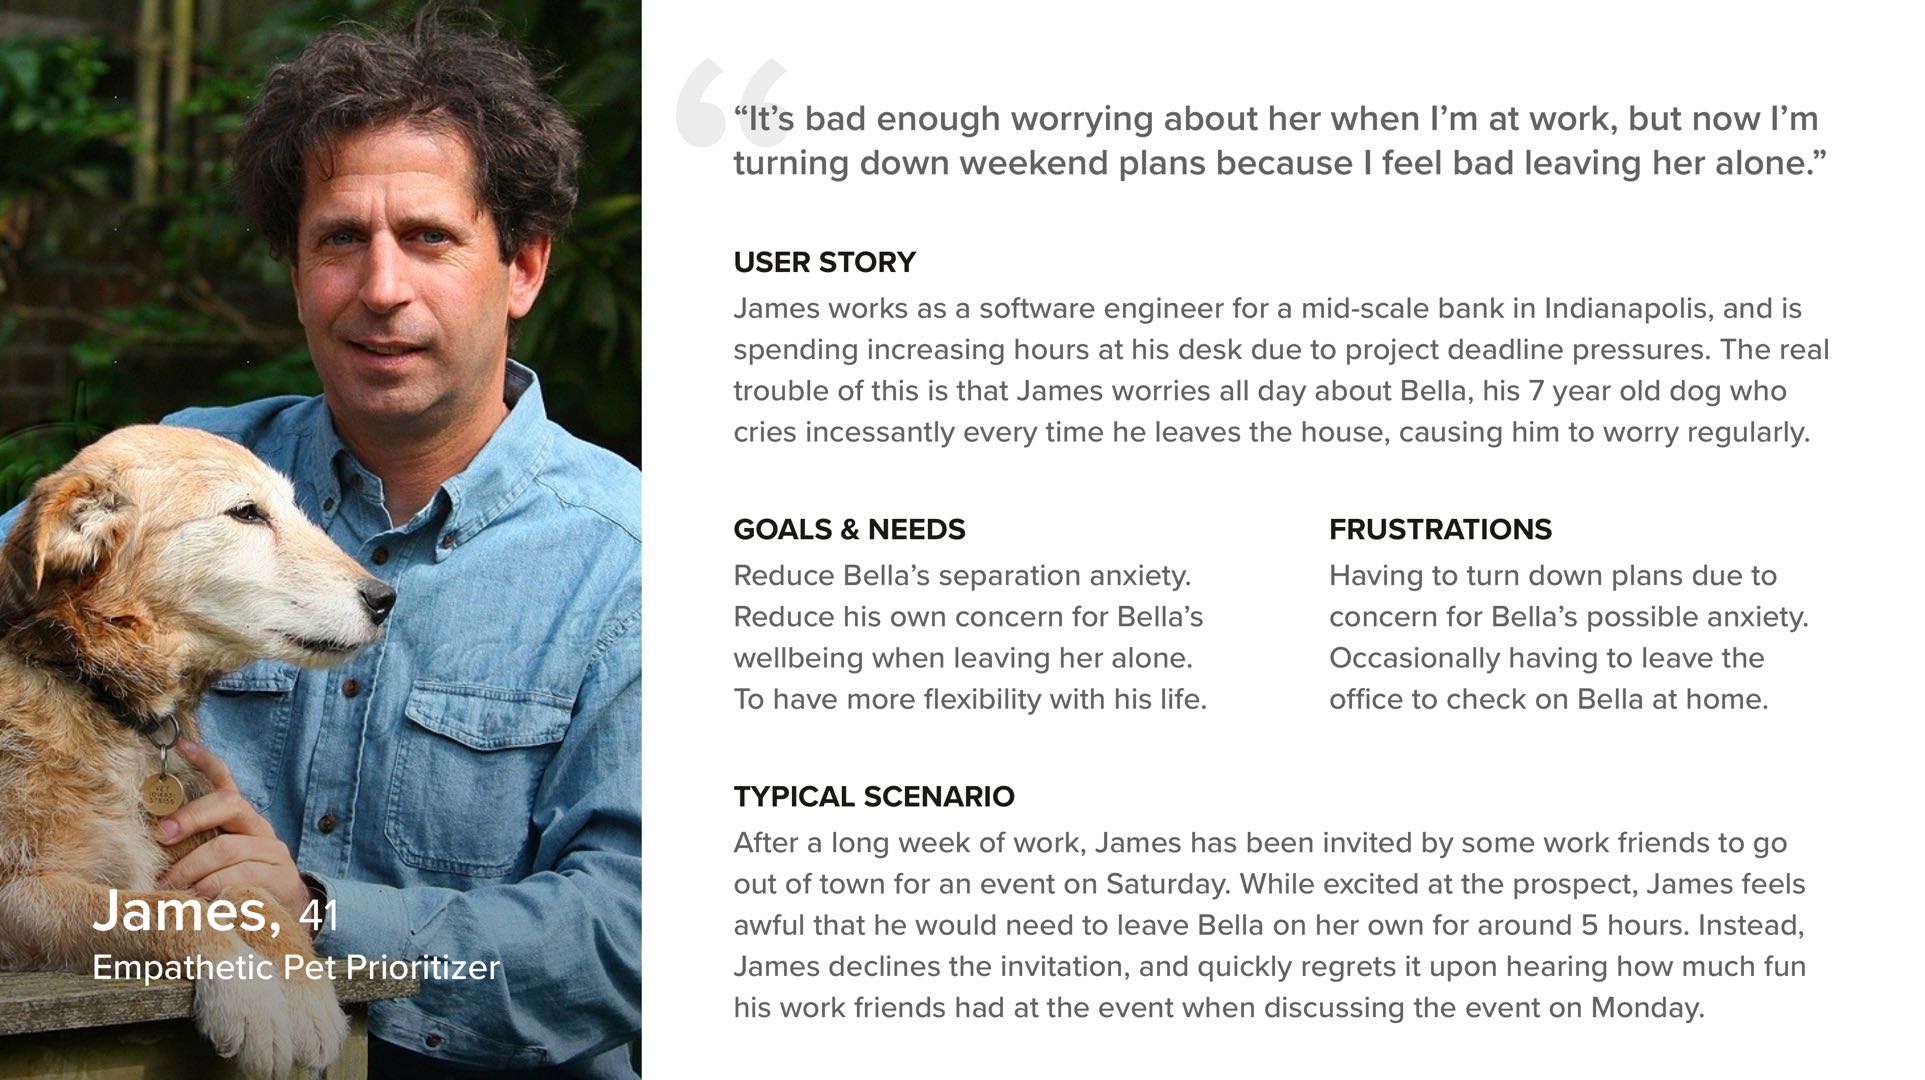 “It’s bad enough worrying about her when I’m at work, but now I’m
turning down weekend plans because I feel bad leaving her alone.”
USER STORY
James works as a software engineer for a mid-scale bank in Indianapolis, and is
spending increasing hours at his desk due to project deadline pressures. The real
trouble of this is that James worries all day about Bella, his 7 year old dog who
cries incessantly every time he leaves the house, causing him to worry regularly.
GOALS & NEEDS
Reduce Bella’s separation anxiety.
Reduce his own concern for Bella’s
wellbeing when leaving her alone.
To have more flexibility with his life.
FRUSTRATIONS
Having to turn down plans due to
concern for Bella’s possible anxiety.
Occasionally having to leave the
office to check on Bella at home.
TYPICAL SCENARIO
After a long week of work, James has been invited by some work friends to go
out of town for an event on Saturday. While excited at the prospect, James feels
awful that he would need to leave Bella on her own for around 5 hours. Instead,
James declines the invitation, and quickly regrets it upon hearing how much fun
his work friends had at the event when discussing the event on Monday.
James, 41
Empathetic Pet Prioritizer